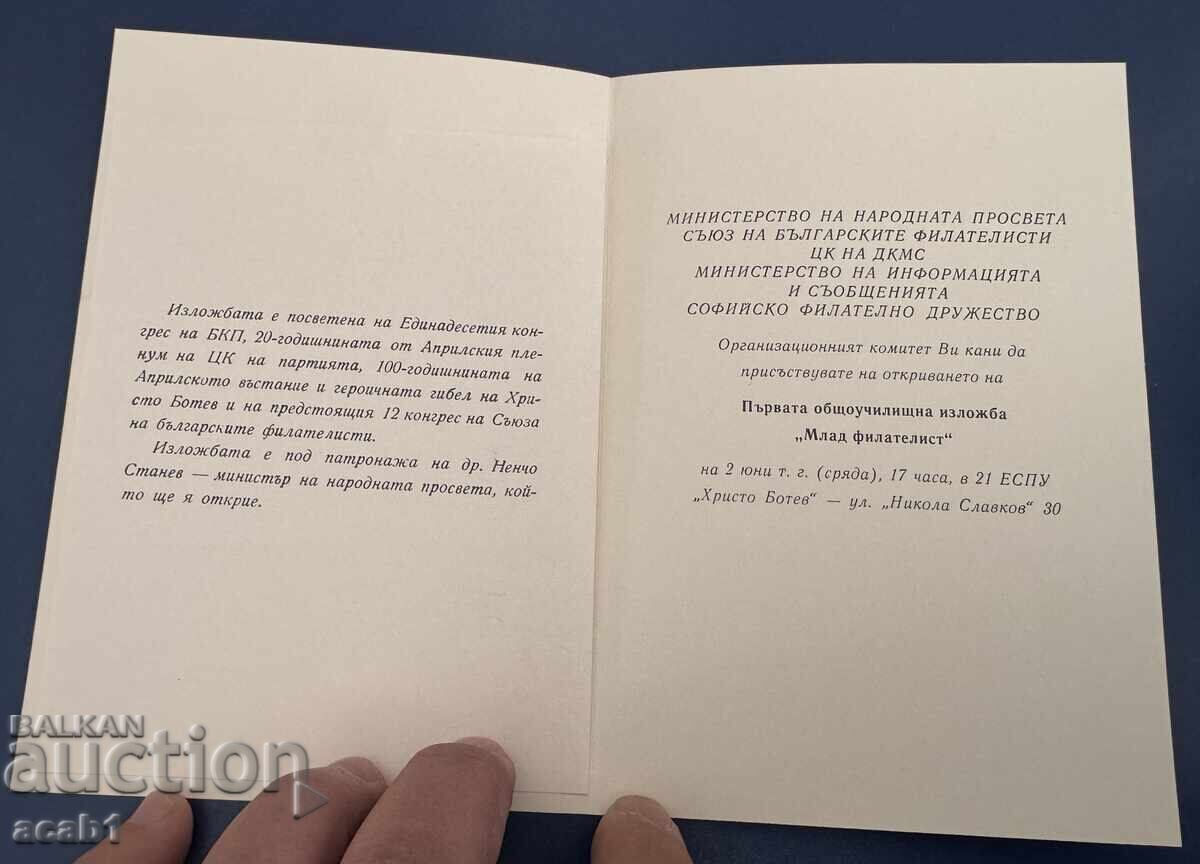 Изложбата е посветена на Единадесетия кон-
грес на БКП, 20-годишнината от Априлския пле-
нум на ЦК на партията, 100-годишнината на
Априлското въстание и героичната гибел на Хри-
сто Ботев и на предстоящия 12 конгрес на Съюза
на българските филателисти.
Изложбата е под патронажа на др. Ненчо
Станев — министър на народната просвета, кой-
то ще я открие.
МИНИСТЕРСТВО НА НАРОДНАТА ПРОСВЕТА
СЪЮЗ НА БЪЛГАРСКИТЕ ФИЛАТЕЛИСТИ
ЦК НА ДКМС
МИНИСТЕРСТВО НА ИНФОРМАЦИЯТА
И СЪОБЩЕНИЯТА
СОФИЙСКО ФИЛАТЕЛНО ДРУЖЕСТВО
Организационният комитет Ви кани да
присъствувате на откриването на
Първата общоучилищна изложба
„Млад филателист“
на 2 юни т. г. (сряда), 17 часа, в 21 ЕСПУ
„Христо Ботев“ — ул. „Никола Славков“ 30
BALKAN
auction
acab1